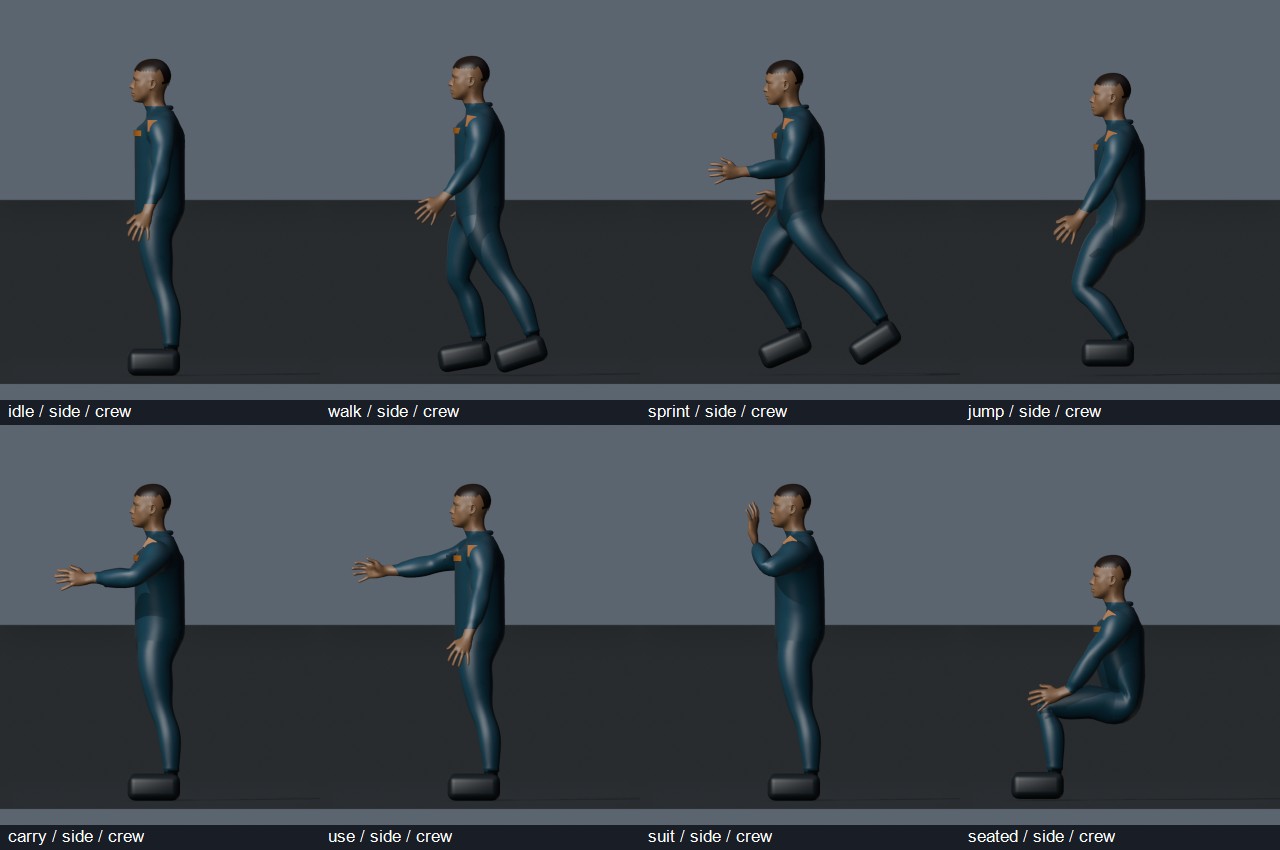 idle / side / crew
walk / side / crew
sprint / side / crew
jump / side / crew
carry / side / crew
use / side / crew
suit / side / crew
seated / side / crew